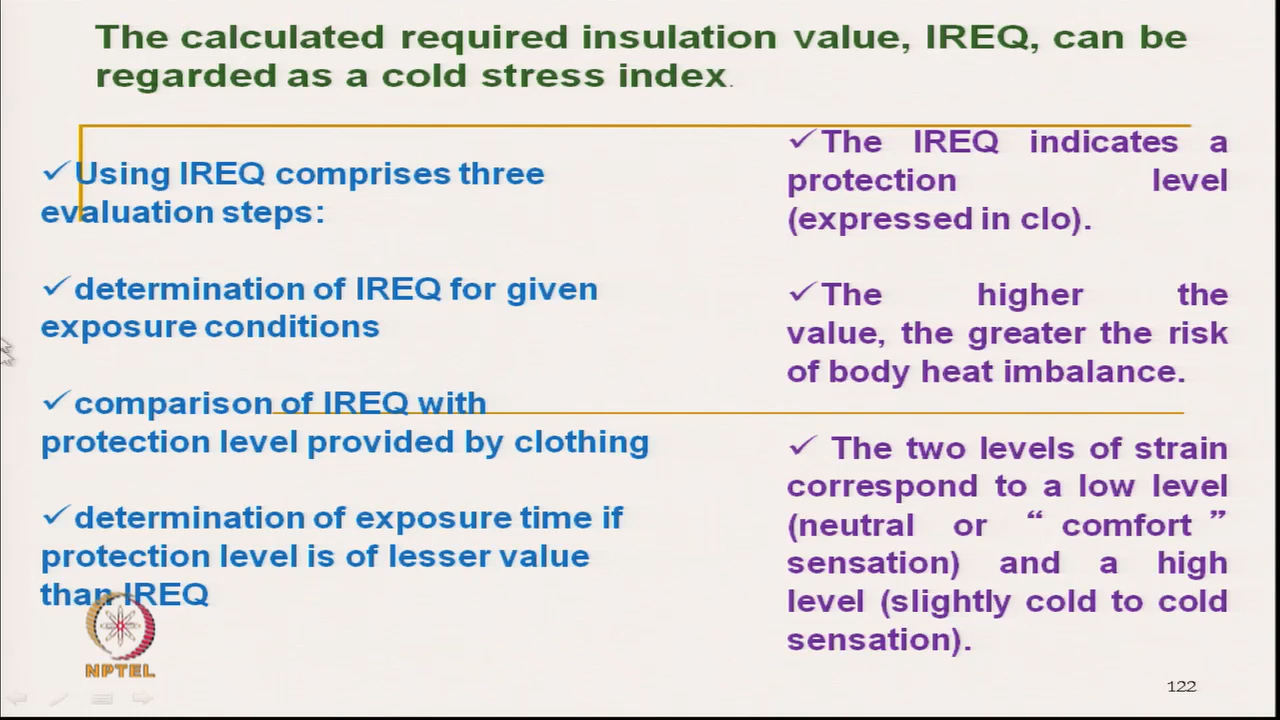 The calculated required insulation value, IREQ, can be
regarded as a cold stress index.
✓Using IREQ comprises three
evaluation steps:
✓determination of IREQ for given
exposure conditions
✓comparison of IREQ with
protection level provided by clothing
✓determination of exposure time if
protection level is of lesser value
than IREQ
✓The IREQ indicates a
protection level
(expressed in clo).
✓The higher the
value, the greater the risk
of body heat imbalance.
✓ The two levels of strain
correspond to a low level
(neutral or “ comfort ”
sensation) and a high
level (slightly cold to cold
sensation).
NPTEL
122